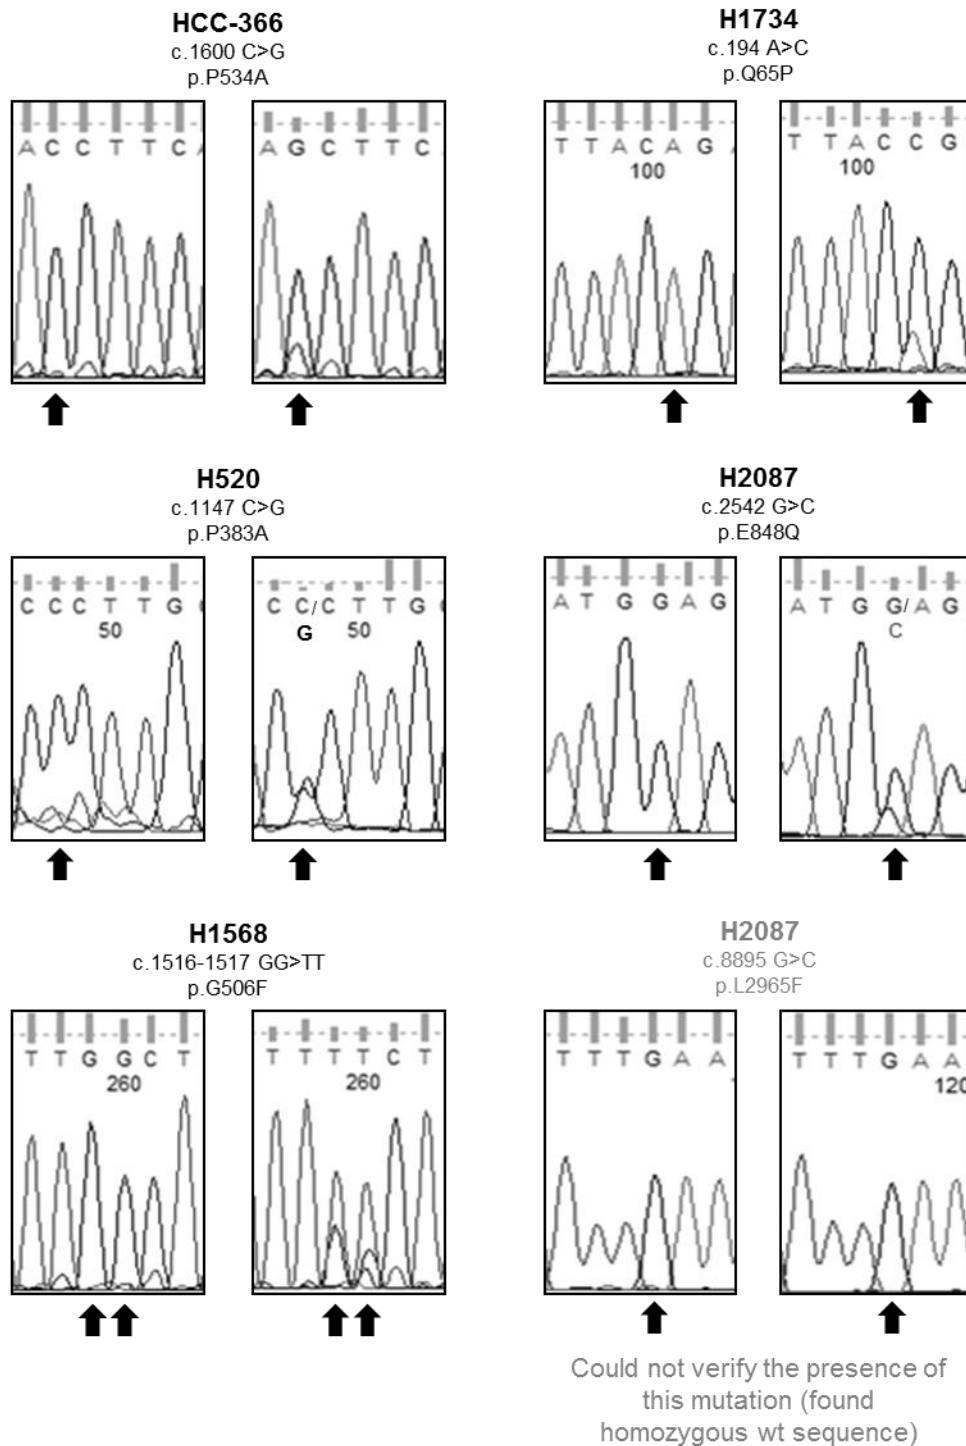 HCC-366
c.1600 C>G
p.P534A
A C C T T C
A G C T T C
H1734
c.194 A>C
p.Q65P
T T A C A G
100
T T A C C G
100
H520
c.1147 C>G
p.P383A
C C C T T G
50
C C/ C T T G
G 50
H2087
c.2542 G>C
p.E848Q
A T G G A G
A T G G/ A G
C
H1568
c.1516-1517 GG>TT
p.G506F
T T G G C T
260
T T T T C T
260
H2087
c.8895 G>C
p.L2965F
T T T G A A
T T T G A A
120
Could not verify the presence of
this mutation (found
homozygous wt sequence)